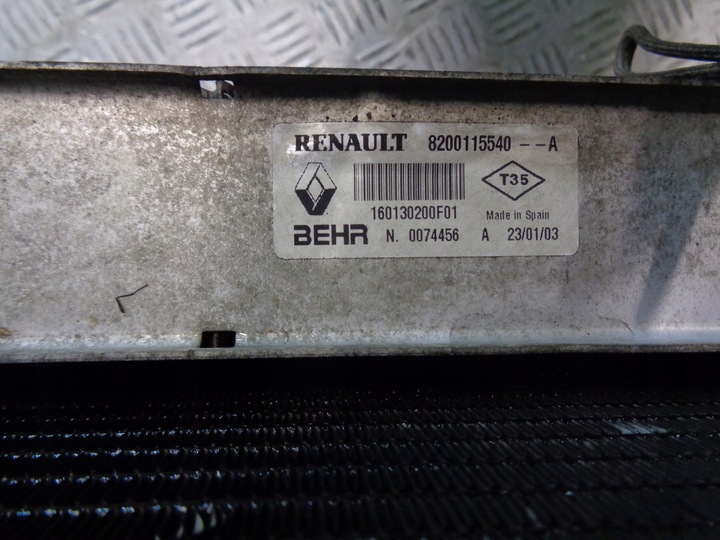 RENAULT 8200115540 --A
T35
160130200F01 Made in Spain
BEHR N. 0074456 A 23/01/03